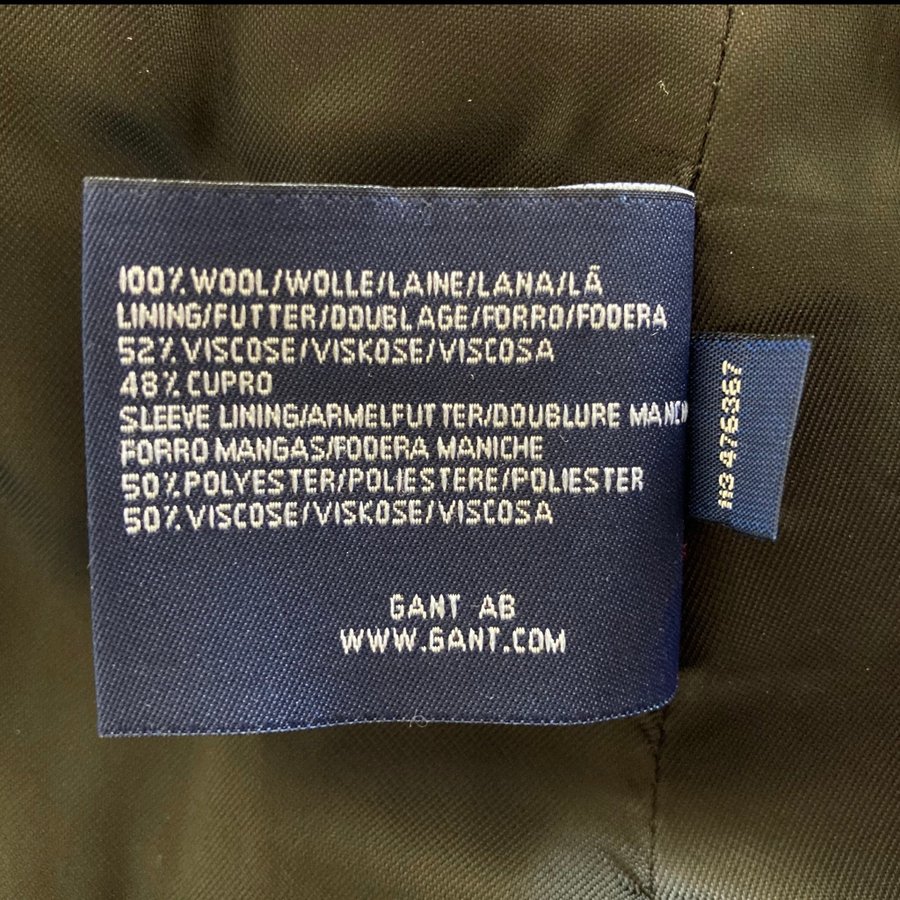 100% WOOL/WOLLE/LAINE/LANA/LÃ
LINING/FUTTER/DOUBLAGE/FORRO/FODERA
52% VISCOSE/VISKOSE/VISCOSA
48% CUPRO
SLEEVE LINING/ARMELFUTTER/DOUBLURE
FORRO MANGAS/FODERA MANICHE
50% POLYESTER/POLIESTERE/POLIESTER
50% VISCOSE/VISKOSE/VISCOSA
GANT AB
WWW.GANT.COM
113476367